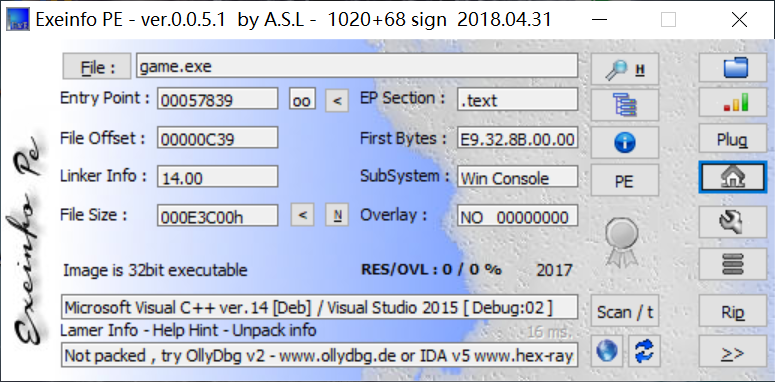 Exeinfo PE - ver.0.0.5.1 by A.S.L - 1020+68 sign 2018.04.31
File : game.exe H
Entry Point : 00057839 oo < EP Section : .text
File Offset : 00000C39 First Bytes : E9.32.8B.00.00 Plug
Linker Info : 14.00 SubSystem : Win Console PE
File Size : 000E3C00h < N Overlay : NO 00000000
Image is 32bit executable RES/OVL : 0 / 0 % 2017
Microsoft Visual C++ ver.14 [Deb] / Visual Studio 2015 [ Debug:02 ] Scan / t Rip
Lamer Info - Help Hint - Unpack info 16 ms.
Not packed , try OllyDbg v2 - www.ollydbg.de or IDA v5 www.hex-ray >>
Exeinfo Pe